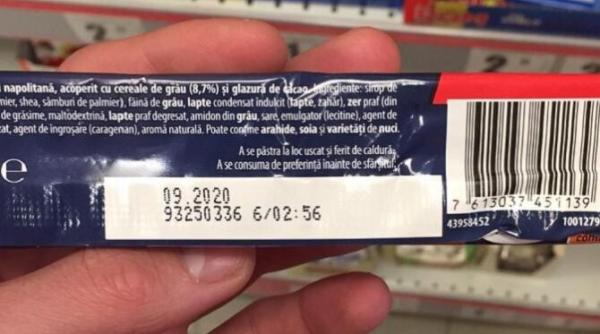 napolitană, acoperit cu cereale de grâu (8,7%) și glazură de cacao. Ingrediente: sirop de
mier, shea, sâmburi de palmier), făină de grâu, lapte condensat îndulcit (lapte, zahăr), zer praf (din
de grăsime, maltodextrină, lapte praf degresat, amidon din grâu, sare, emulgator (lecitine), agent de
zat, agent de îngroșare (caragenan), aromă naturală. Poate conține arahide, soia și varietăți de nuci.
A se păstra la loc uscat și ferit de căldură.
A se consuma de preferință înainte de sfârșitul:
e
09.2020
93250336 6/02:56
7 613037 451139
43958452 1001279